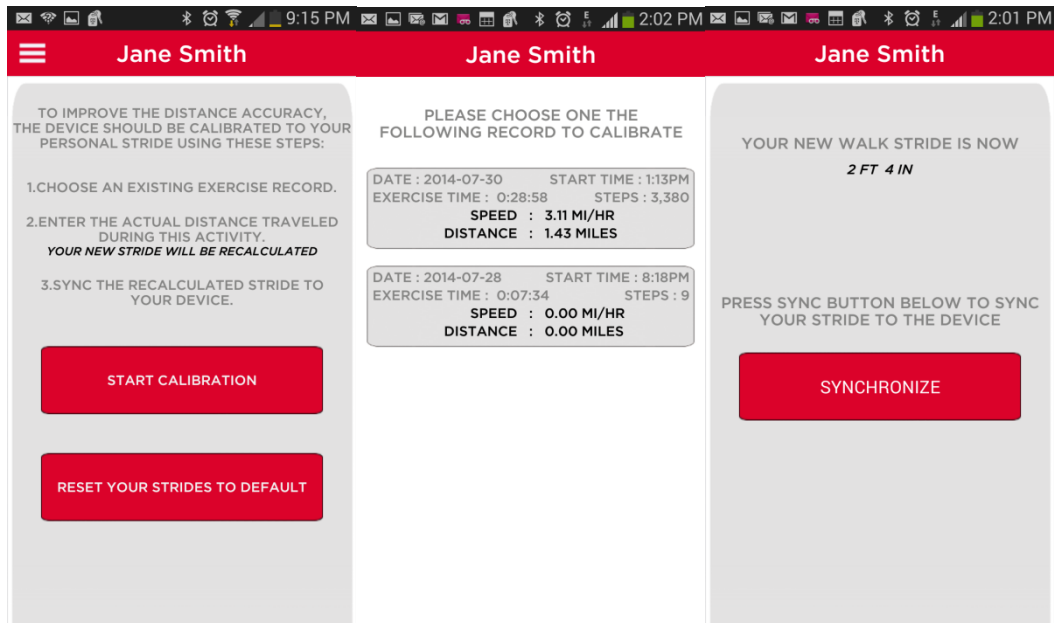 9:15 PM
Jane Smith
TO IMPROVE THE DISTANCE ACCURACY,
THE DEVICE SHOULD BE CALIBRATED TO YOUR
PERSONAL STRIDE USING THESE STEPS:
1.CHOOSE AN EXISTING EXERCISE RECORD.
2.ENTER THE ACTUAL DISTANCE TRAVELED
DURING THIS ACTIVITY.
YOUR NEW STRIDE WILL BE RECALCULATED
3.SYNC THE RECALCULATED STRIDE TO
YOUR DEVICE.
START CALIBRATION
RESET YOUR STRIDES TO DEFAULT
E 2:02 PM
Jane Smith
PLEASE CHOOSE ONE THE
FOLLOWING RECORD TO CALIBRATE
DATE : 2014-07-30 START TIME : 1:13PM
EXERCISE TIME : 0:28:58 STEPS : 3,380
SPEED : 3.11 MI/HR
DISTANCE : 1.43 MILES
DATE : 2014-07-28 START TIME : 8:18PM
EXERCISE TIME : 0:07:34 STEPS : 9
SPEED : 0.00 MI/HR
DISTANCE : 0.00 MILES
E 2:01 PM
Jane Smith
YOUR NEW WALK STRIDE IS NOW
2 FT 4 IN
PRESS SYNC BUTTON BELOW TO SYNC
YOUR STRIDE TO THE DEVICE
SYNCHRONIZE